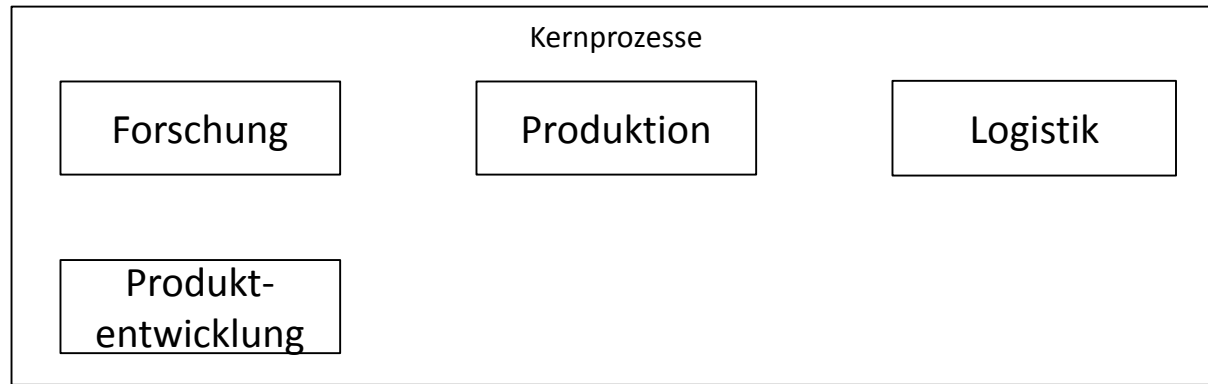 Kernprozesse
Forschung
Produktion
Logistik
Produkt-
entwicklung